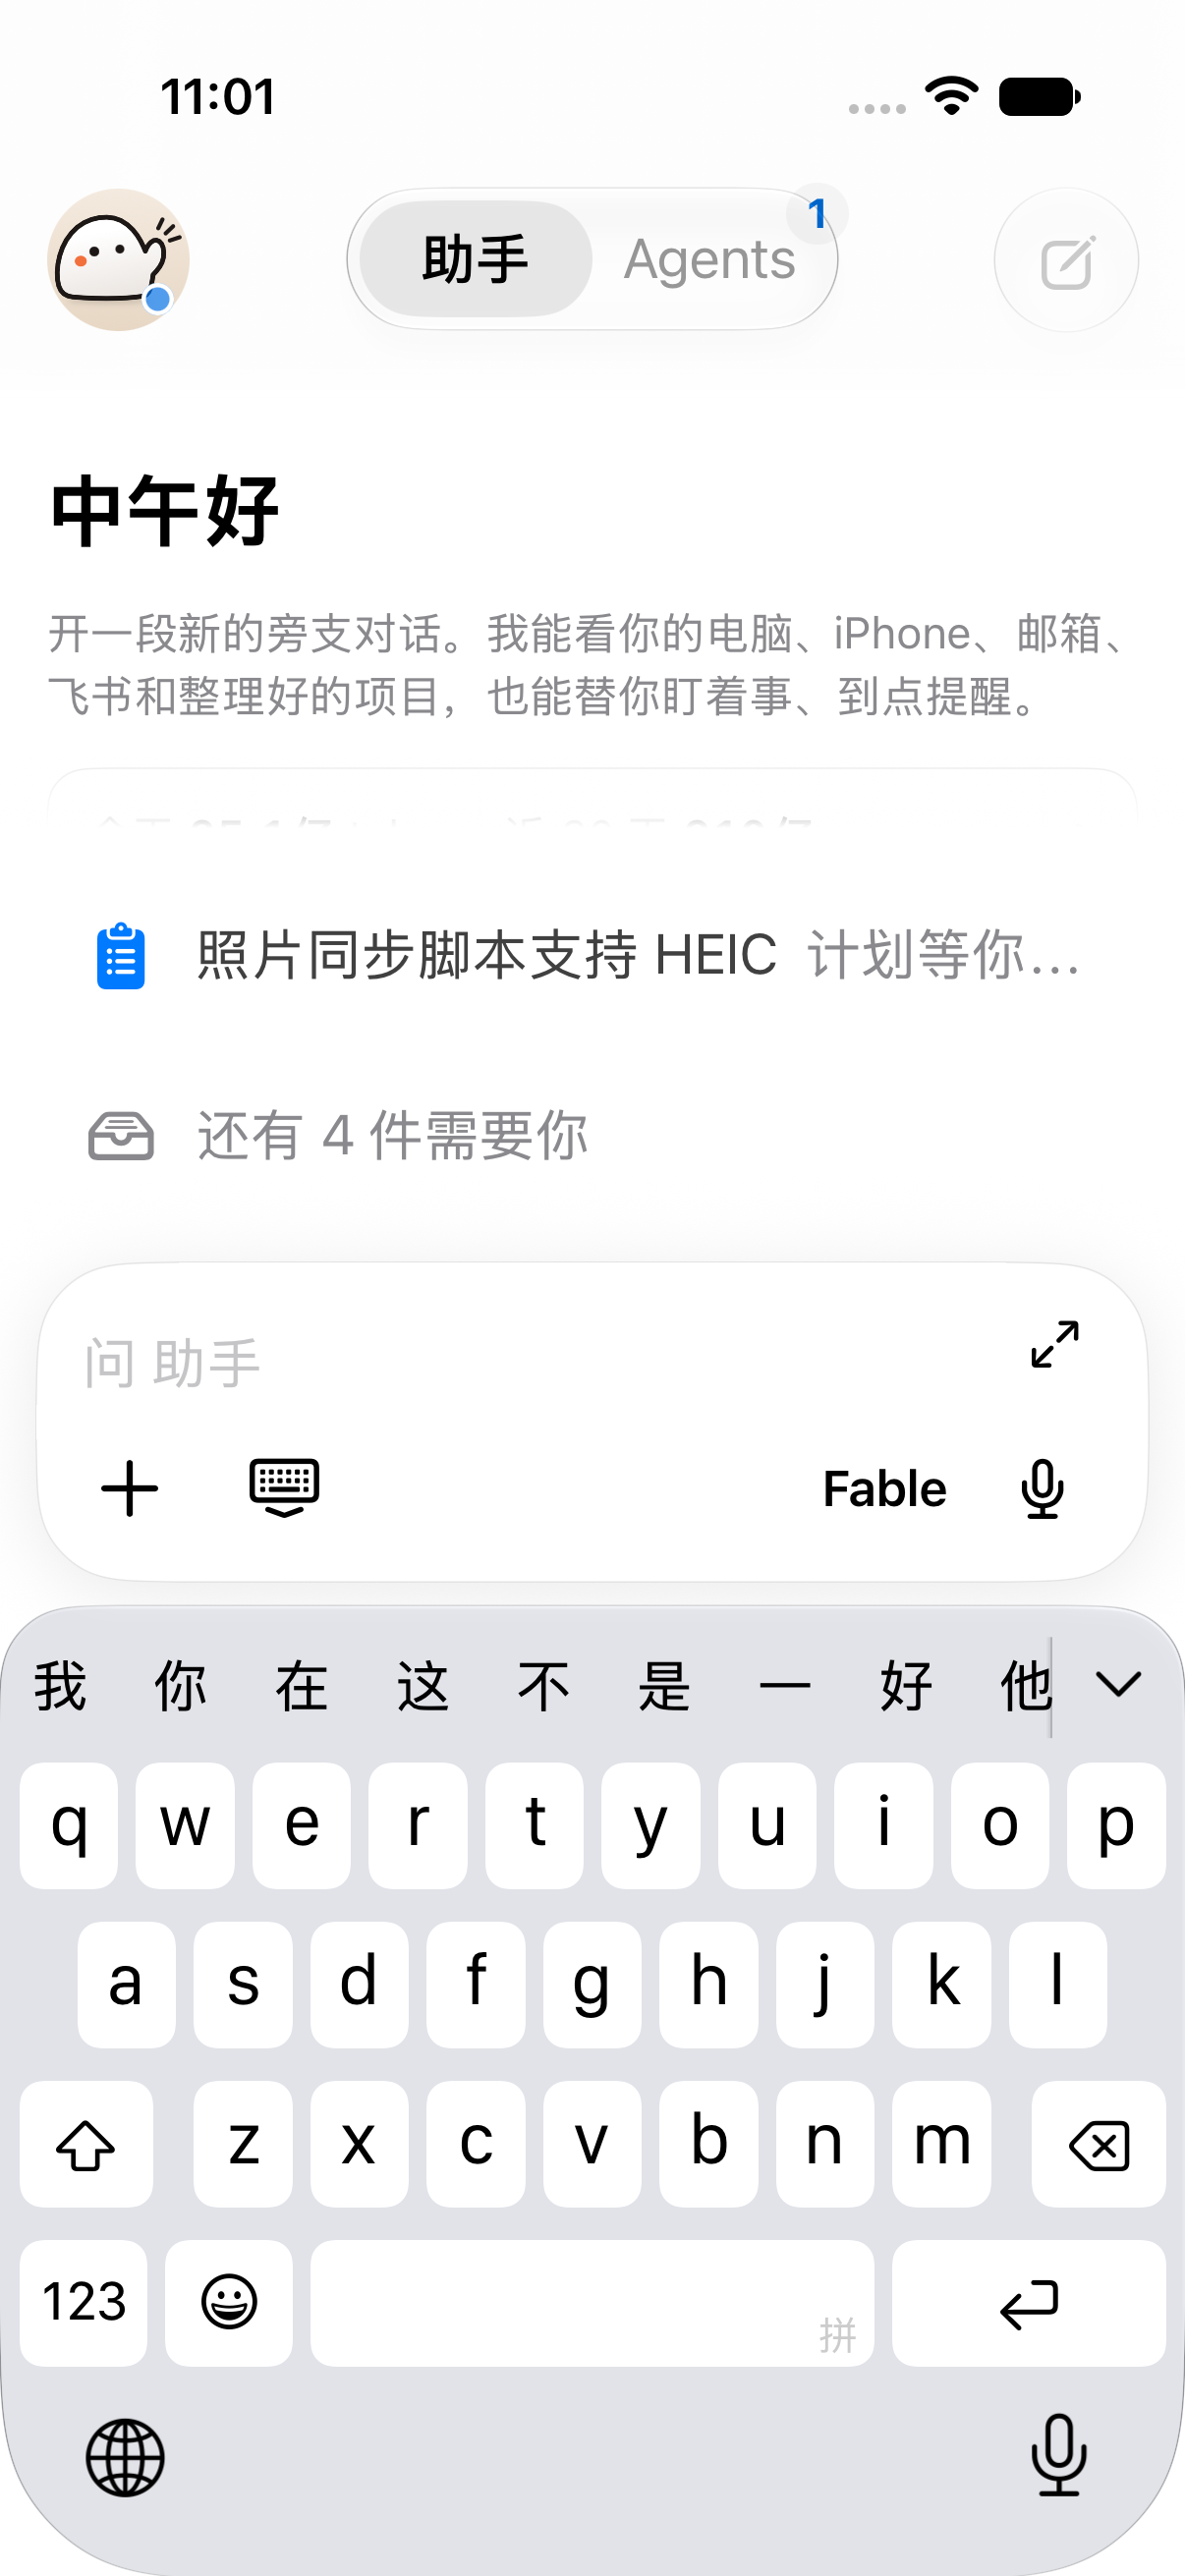 11:01
助手
Agents
1
中午好
开一段新的旁支对话。我能看你的电脑、iPhone、邮箱、
飞书和整理好的项目，也能替你盯着事、到点提醒。
照片同步脚本支持 HEIC 计划等你…
还有 4 件需要你
问 助手
Fable
我 你 在 这 不 是 一 好 他
q w e r t y u i o p
a s d f g h j k l
z x c v b n m
123
拼